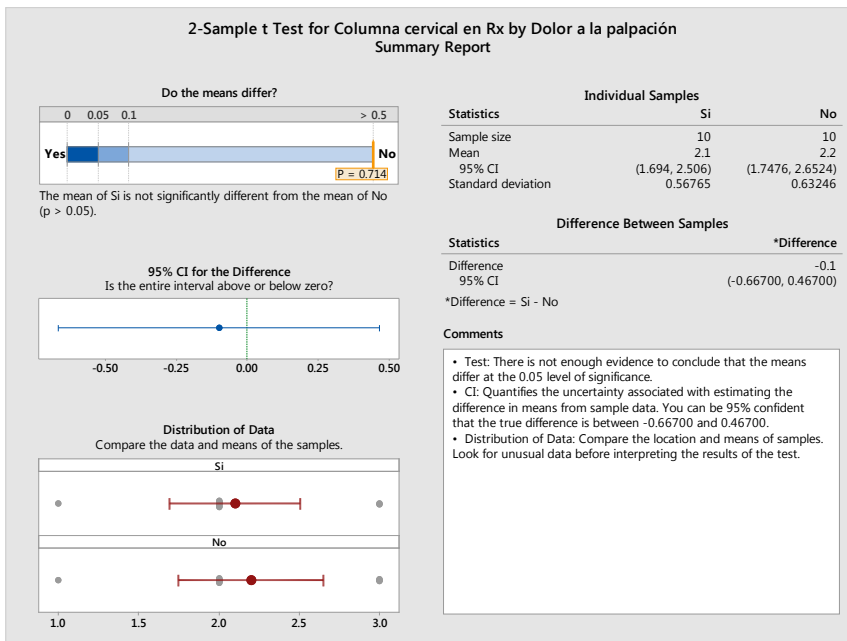 2-Sample t Test for Columna cervical en Rx by Dolor a la palpación
Summary Report
Do the means differ?
0 0.05 0.1 > 0.5
Yes No
P = 0.714
The mean of Si is not significantly different from the mean of No
(p > 0.05).
95% CI for the Difference
Is the entire interval above or below zero?
-0.50 -0.25 0.00 0.25 0.50
Distribution of Data
Compare the data and means of the samples.
Si
No
1.0 1.5 2.0 2.5 3.0
Individual Samples
Statistics Si No
Sample size 10 10
Mean 2.1 2.2
95% CI (1.694, 2.506) (1.7476, 2.6524)
Standard deviation 0.56765 0.63246
Difference Between Samples
Statistics *Difference
Difference -0.1
95% CI (-0.66700, 0.46700)
*Difference = Si - No
Comments
• Test: There is not enough evidence to conclude that the means
differ at the 0.05 level of significance.
• CI: Quantifies the uncertainty associated with estimating the
difference in means from sample data. You can be 95% confident
that the true difference is between -0.66700 and 0.46700.
• Distribution of Data: Compare the location and means of samples.
Look for unusual data before interpreting the results of the test.